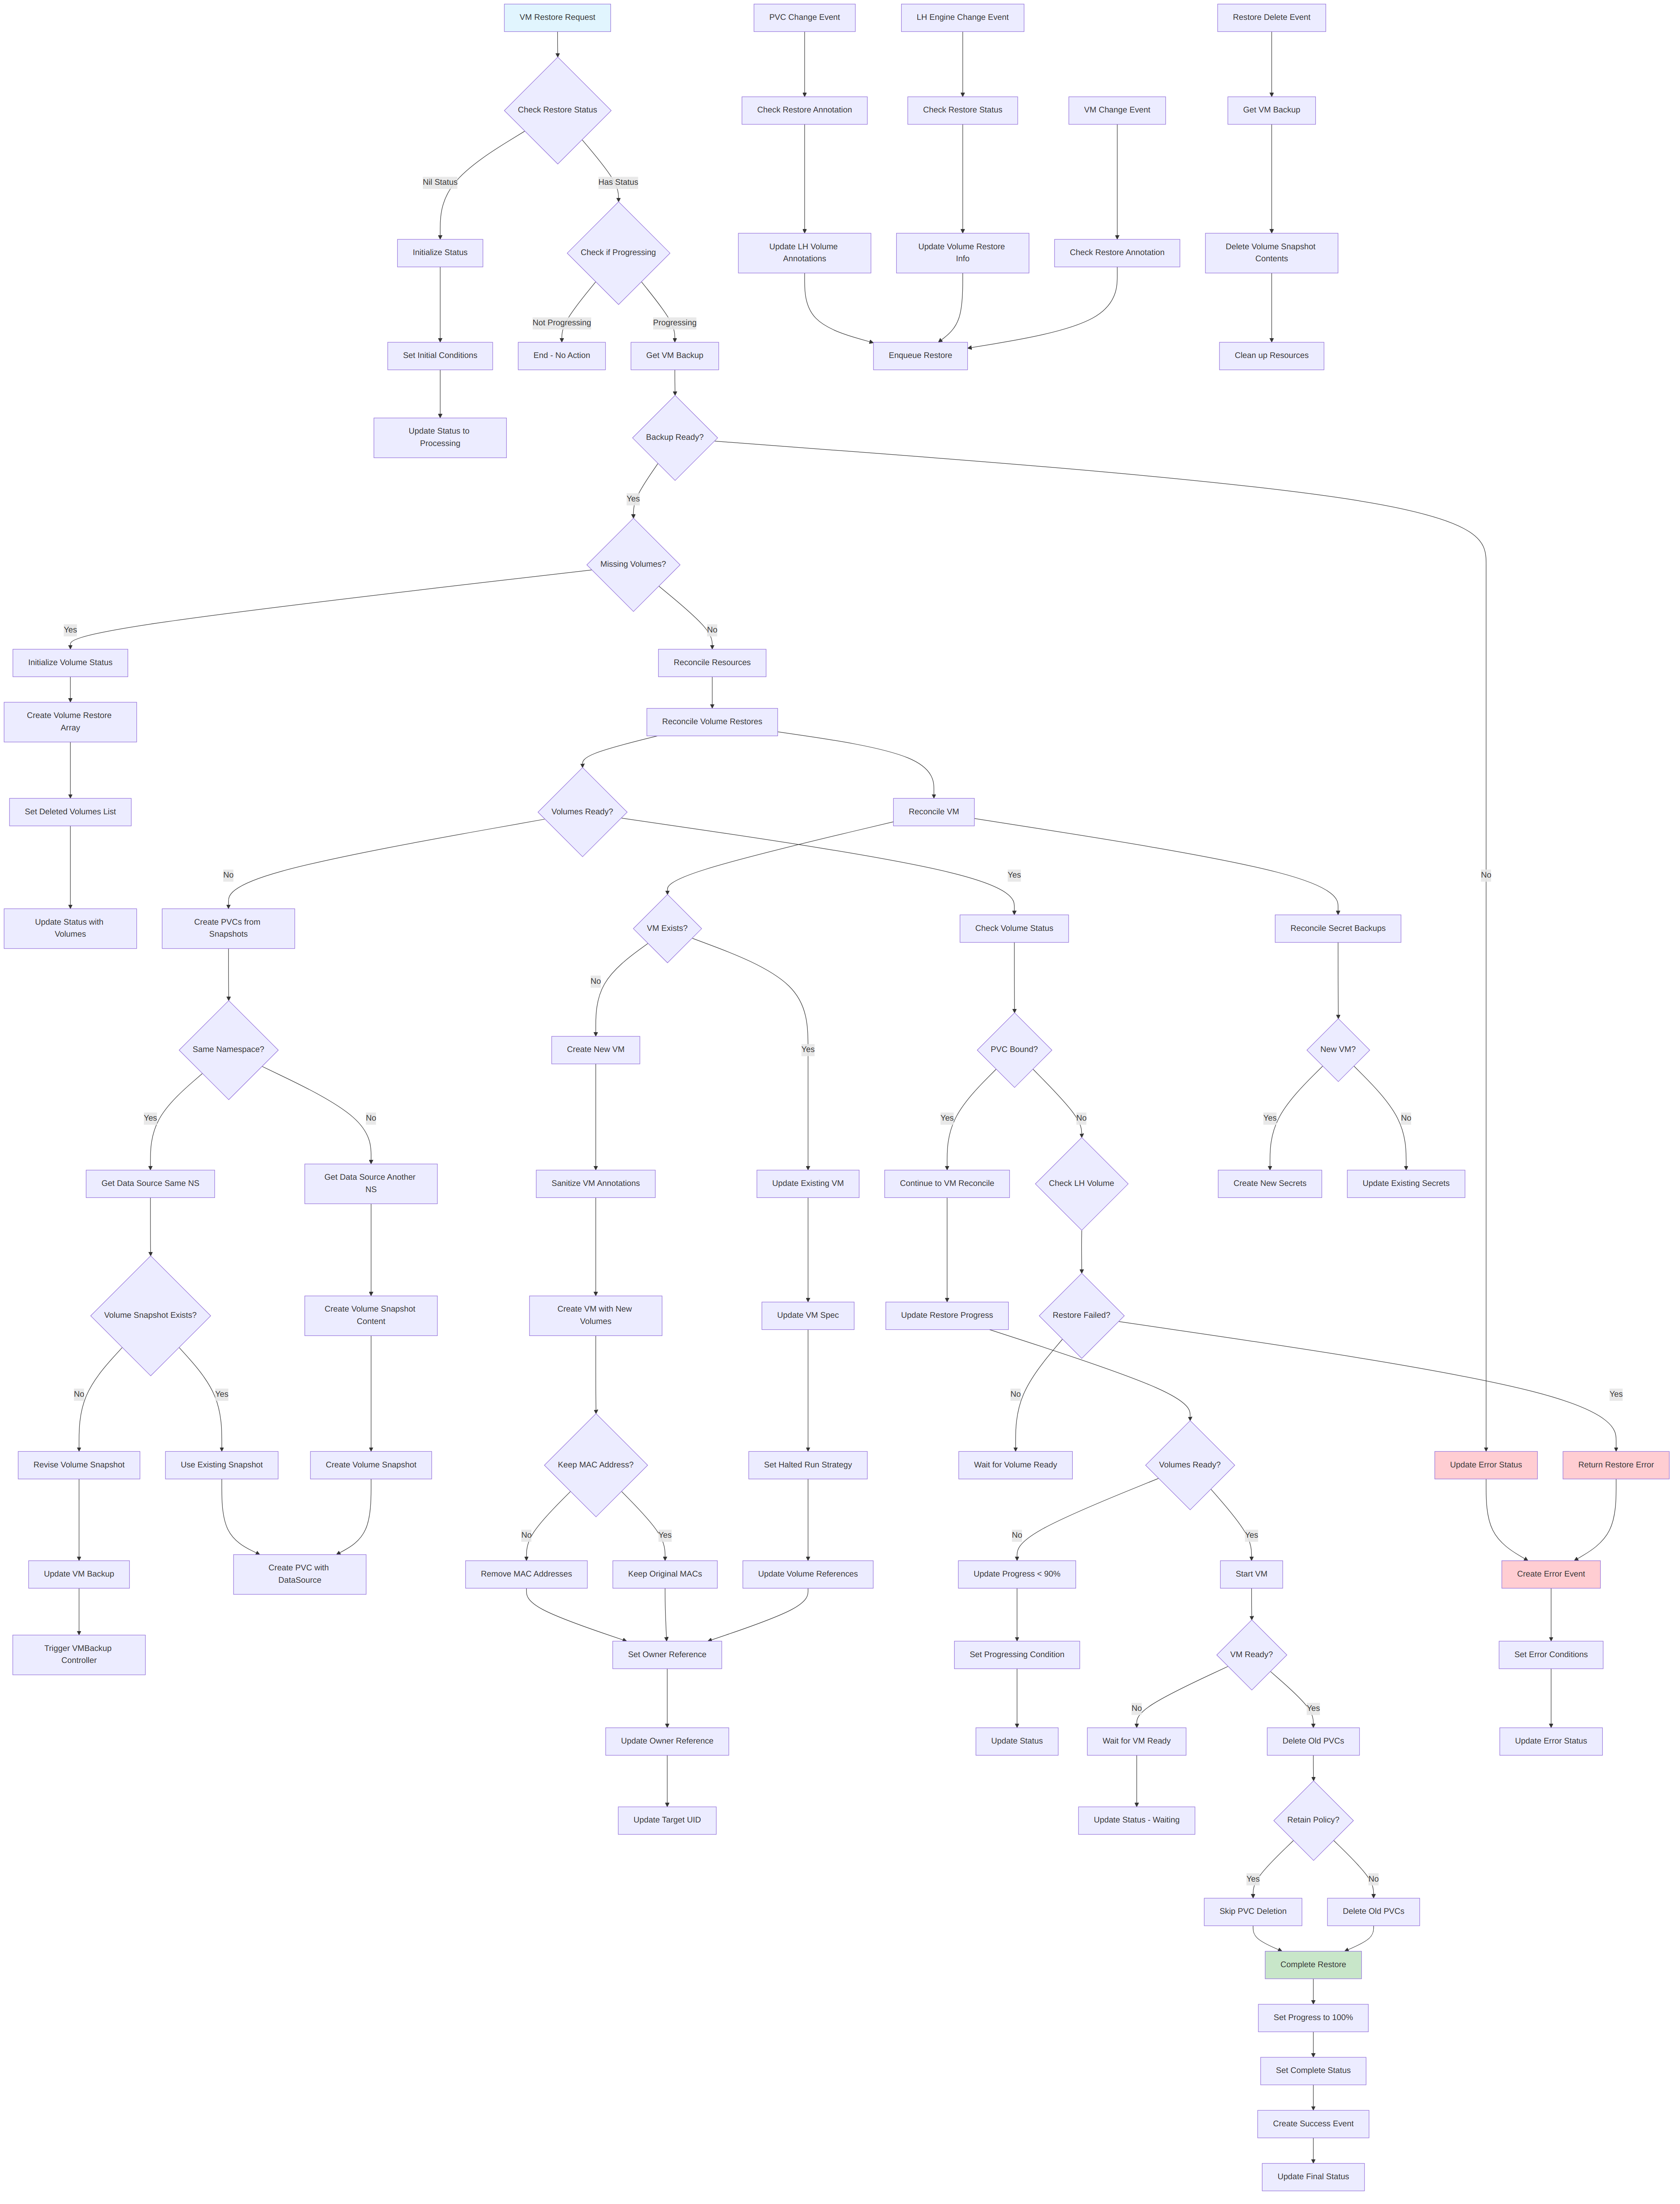 VM Restore Request
PVC Change Event
LH Engine Change Event
Restore Delete Event
Check Restore Status
Check Restore Annotation
Check Restore Status
VM Change Event
Get VM Backup
Nil Status
Has Status
Initialize Status
Check if Progressing
Update LH Volume
Annotations
Update Volume Restore
Info
Check Restore Annotation
Delete Volume Snapshot
Contents
Not Progressing
Progressing
Set Initial Conditions
End - No Action
Get VM Backup
Enqueue Restore
Clean up Resources
Update Status to
Processing
Backup Ready?
Yes
Missing Volumes?
Yes
No
Initialize Volume Status
Reconcile Resources
Create Volume Restore
Array
Reconcile Volume Restores
Set Deleted Volumes List
Volumes Ready?
Reconcile VM
No
Yes
No
Update Status with
Volumes
Create PVCs from
Snapshots
VM Exists?
Check Volume Status
Reconcile Secret Backups
No
Same Namespace?
Create New VM
Yes
PVC Bound?
New VM?
Yes
No
Yes
No
Yes
No
Get Data Source Same NS
Get Data Source Another
NS
Sanitize VM Annotations
Update Existing VM
Continue to VM Reconcile
Check LH Volume
Create New Secrets
Update Existing Secrets
Volume Snapshot Exists?
Create Volume Snapshot
Content
Create VM with New
Volumes
Update VM Spec
Update Restore Progress
Restore Failed?
No
Yes
No
Yes
Revise Volume Snapshot
Use Existing Snapshot
Create Volume Snapshot
Keep MAC Address?
Set Halted Run Strategy
Wait for Volume Ready
Volumes Ready?
Update Error Status
Return Restore Error
No
Yes
No
Yes
Update VM Backup
Create PVC with
DataSource
Remove MAC Addresses
Keep Original MACs
Update Volume References
Update Progress < 90%
Start VM
Create Error Event
Trigger VMBackup
Controller
Set Owner Reference
Set Progressing Condition
VM Ready?
Set Error Conditions
No
Yes
Update Owner Reference
Update Status
Wait for VM Ready
Delete Old PVCs
Update Error Status
Update Target UID
Update Status - Waiting
Retain Policy?
Yes
No
Skip PVC Deletion
Delete Old PVCs
Complete Restore
Set Progress to 100%
Set Complete Status
Create Success Event
Update Final Status